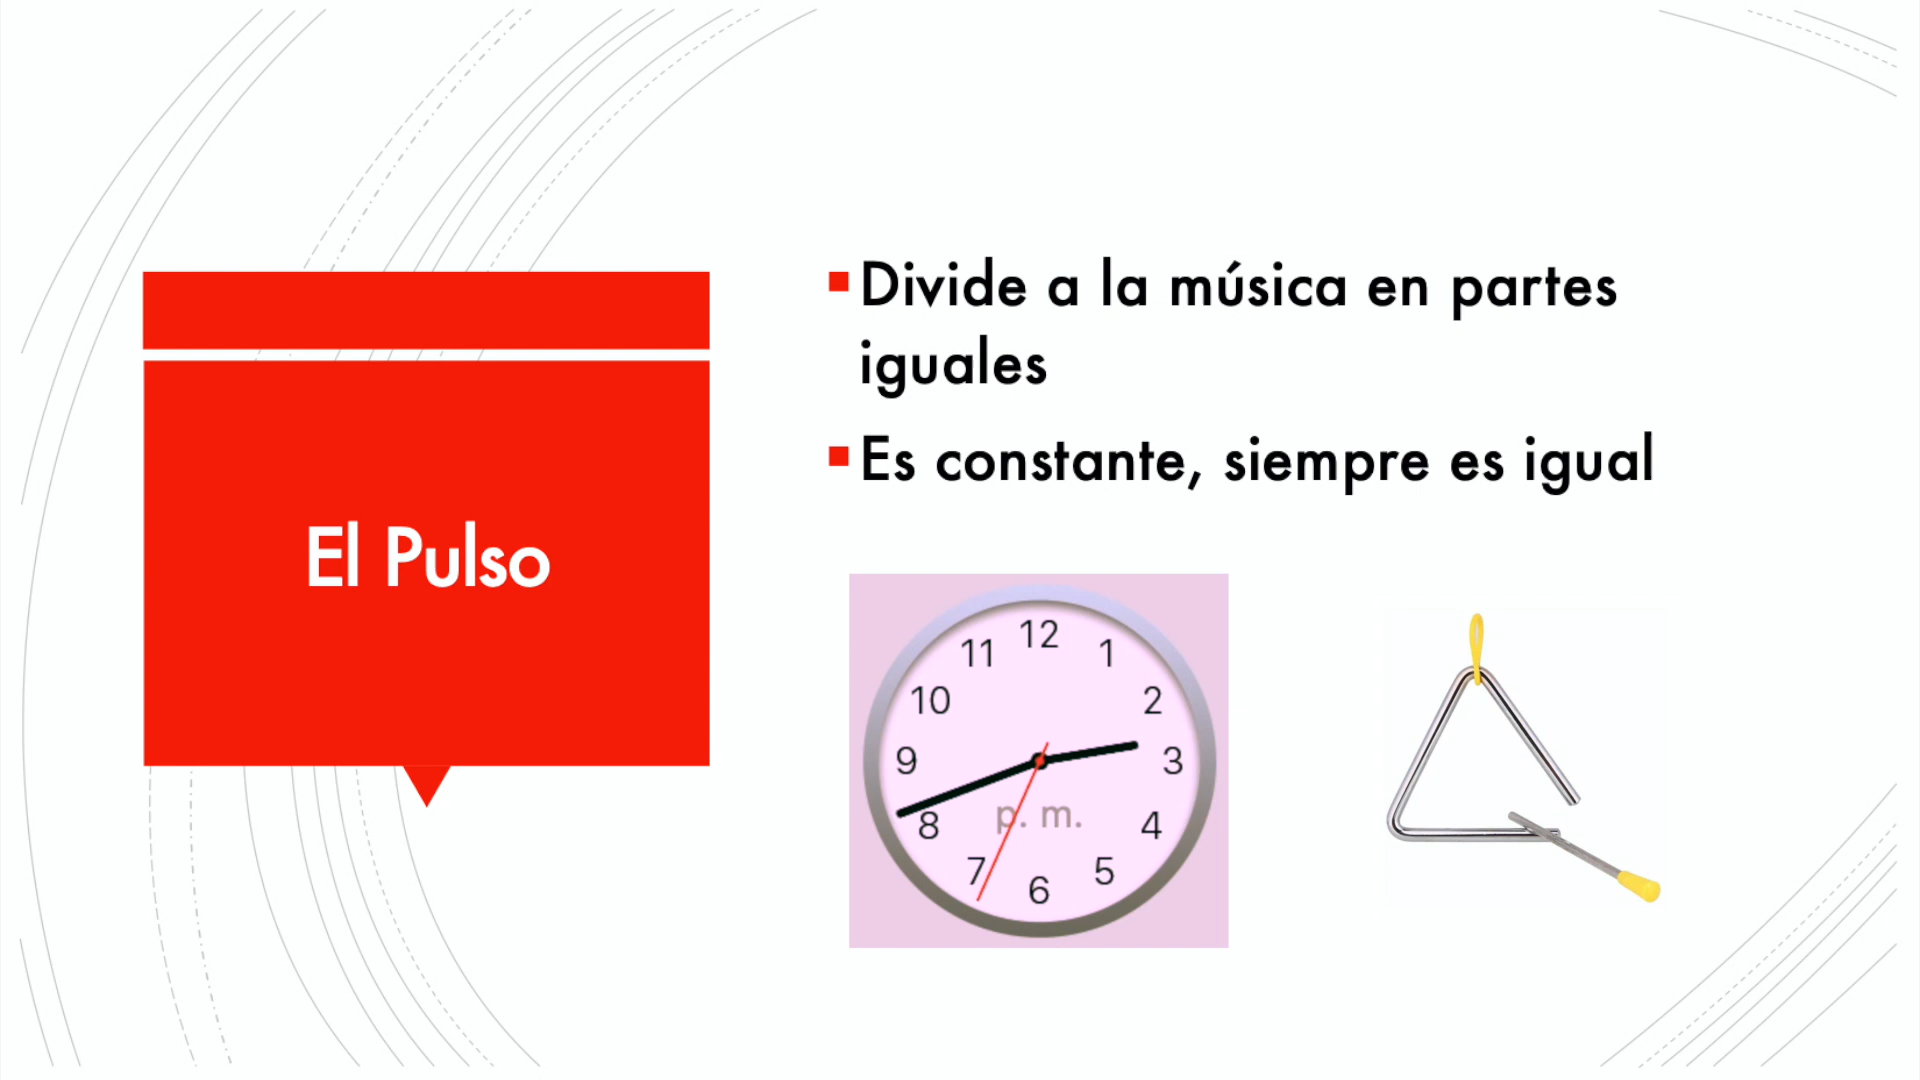 El Pulso
Divide a la música en partes
iguales
Es constante, siempre es igual
12
11
1
10
2
9
3
p. m.
8
4
7
5
6